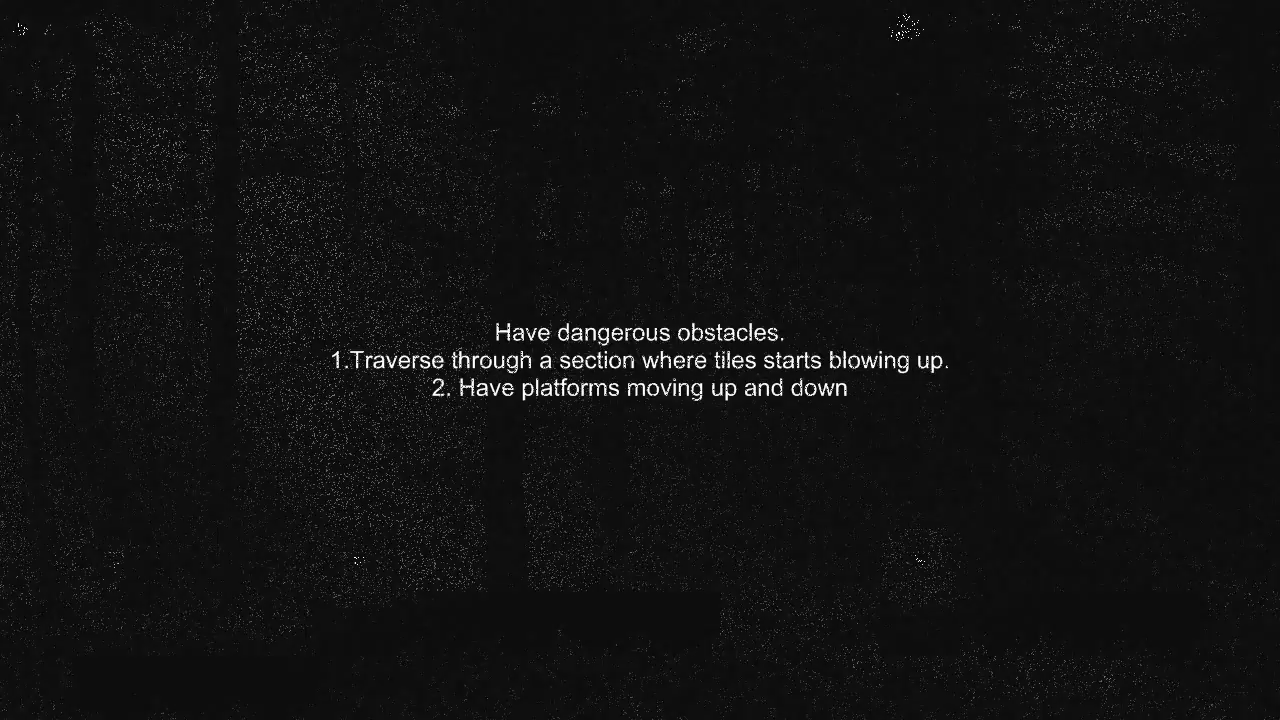 Have dangerous obstacles.
1.Traverse through a section where tiles starts blowing up.
2. Have platforms moving up and down